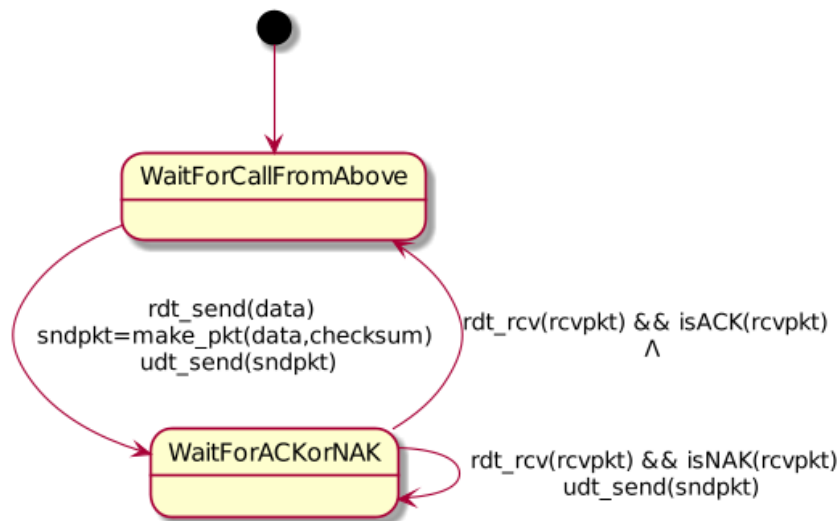 WaitForCallFromAbove
rdt_send(data)
sndpkt=make_pkt(data,checksum)
udt_send(sndpkt)
rdt_rcv(rcvpkt) && isACK(rcvpkt)
Λ
WaitForACKorNAK
rdt_rcv(rcvpkt) && isNAK(rcvpkt)
udt_send(sndpkt)